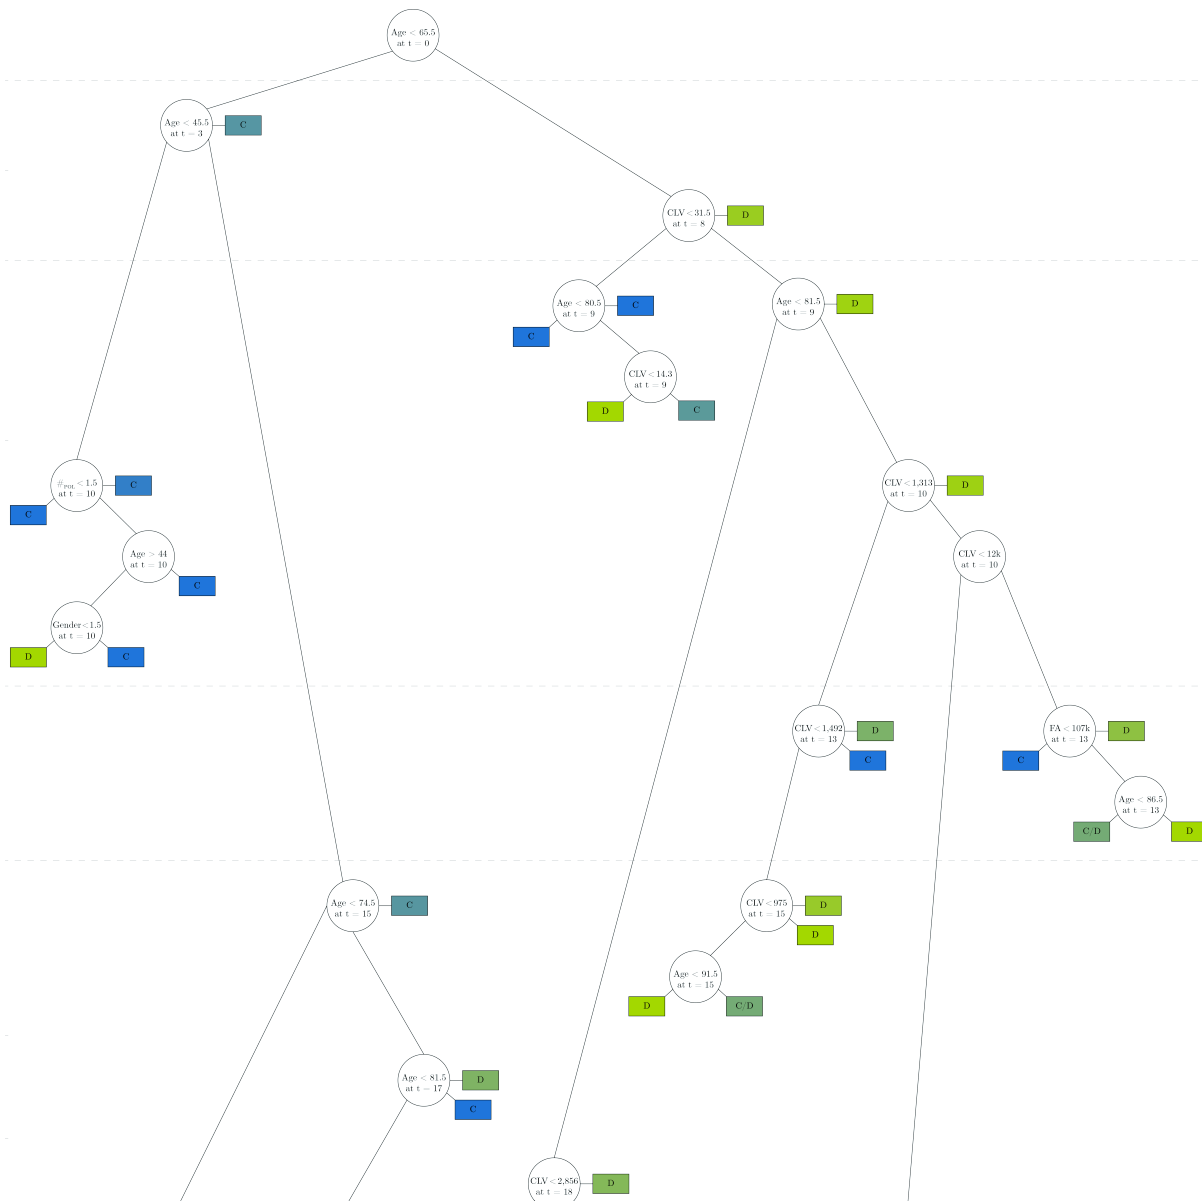 Age < 65.5
at t = 0
Age < 45.5
at t = 3
C
CLV < 31.5
at t = 8
D
Age < 80.5
at t = 9
C
C
Age < 81.5
at t = 9
D
CLV < 14.3
at t = 9
D
C
#POL < 1.5
at t = 10
C
C
CLV < 1,313
at t = 10
D
Age > 44
at t = 10
C
CLV < 12k
at t = 10
Gender < 1.5
at t = 10
D
C
CLV < 1,492
at t = 13
D
C
FA < 107k
at t = 13
D
C
Age < 86.5
at t = 13
C/D
D
Age < 74.5
at t = 15
C
CLV < 975
at t = 15
D
D
Age < 91.5
at t = 15
D
C/D
Age < 81.5
at t = 17
D
C
CLV < 2,856
at t = 18
D